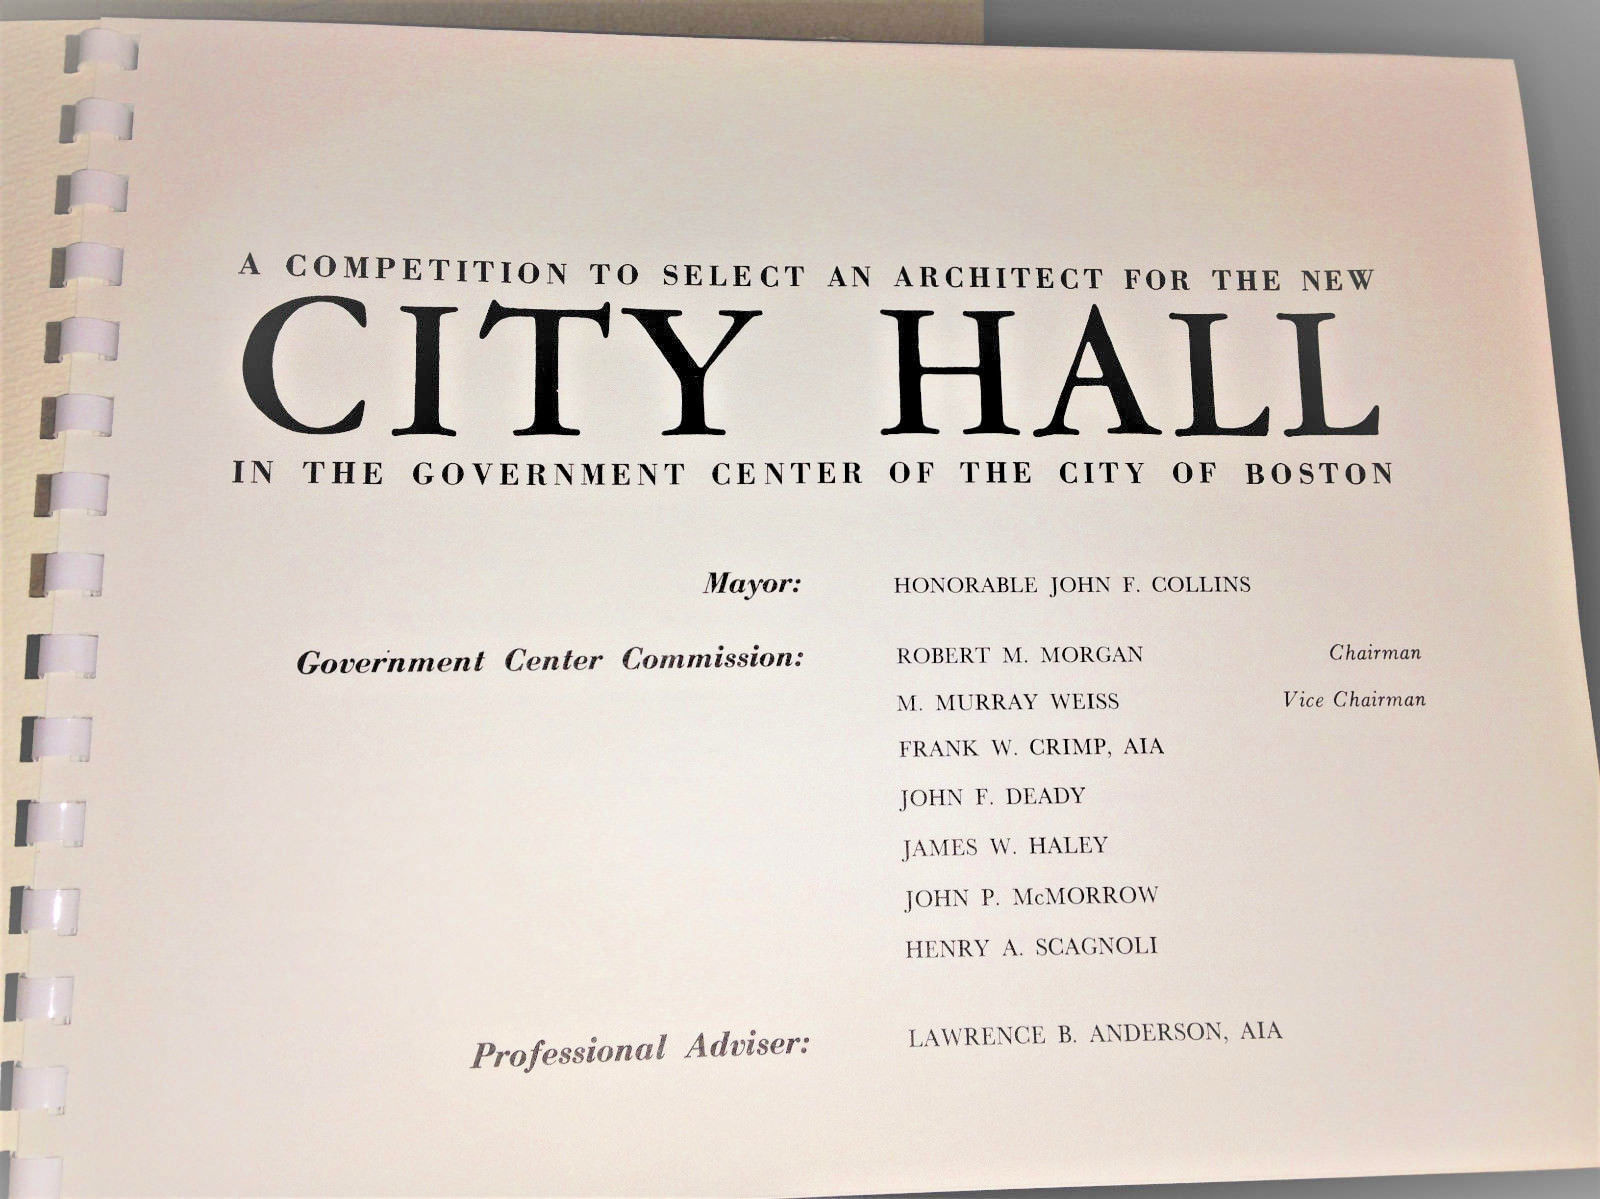 A COMPETITION TO SELECT AN ARCHITECT FOR THE NEW
CITY HALL
IN THE GOVERNMENT CENTER OF THE CITY OF BOSTON
Mayor: HONORABLE JOHN F. COLLINS
Government Center Commission: ROBERT M. MORGAN Chairman
M. MURRAY WEISS Vice Chairman
FRANK W. CRIMP, AIA
JOHN F. DEADY
JAMES W. HALEY
JOHN P. McMORROW
HENRY A. SCAGNOLI
Professional Adviser: LAWRENCE B. ANDERSON, AIA